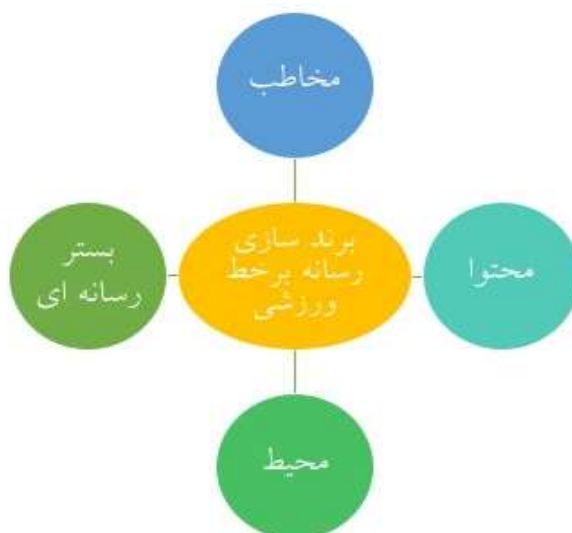 مخاطب
برند سازی
رسانه برخط
ورزشی
محتوا
بستر
رسانه ای
محیط